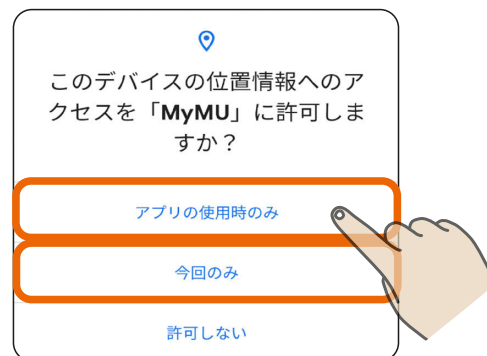 このデバイスの位置情報へのア
クセスを「MyMU」に許可しま
すか？
アプリの使用時のみ
今回のみ
許可しない